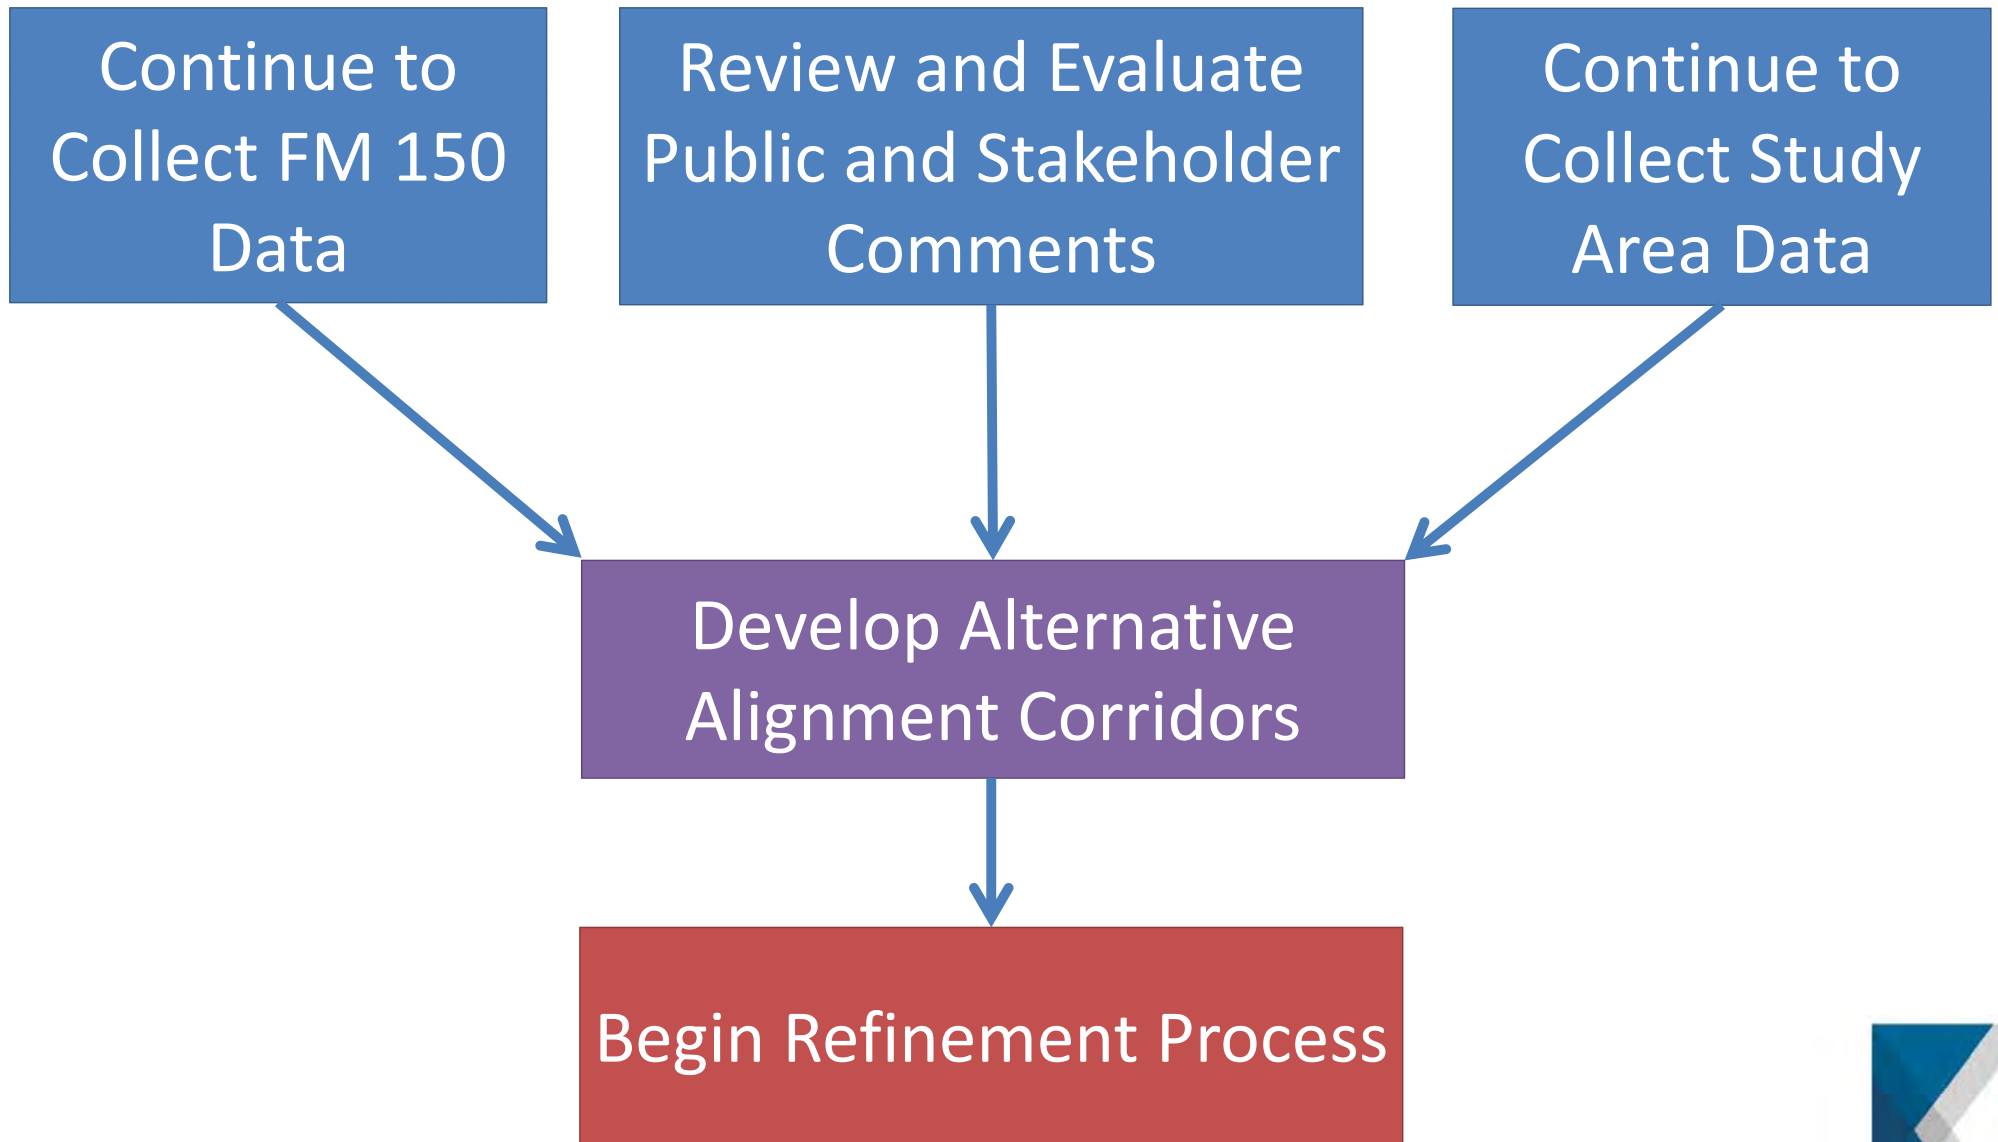 Continue to
Collect FM 150
Data
Review and Evaluate
Public and Stakeholder
Comments
Continue to
Collect Study
Area Data
Develop Alternative
Alignment Corridors
Begin Refinement Process